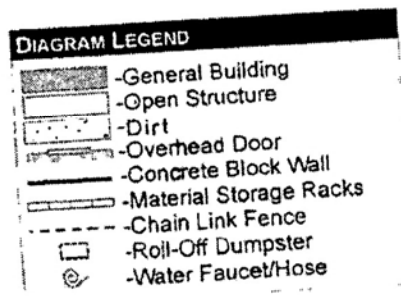 DIAGRAM LEGEND
-General Building
-Open Structure
-Dirt
-Overhead Door
-Concrete Block Wall
-Material Storage Racks
-Chain Link Fence
-Roll-Off Dumpster
-Water Faucet/Hose